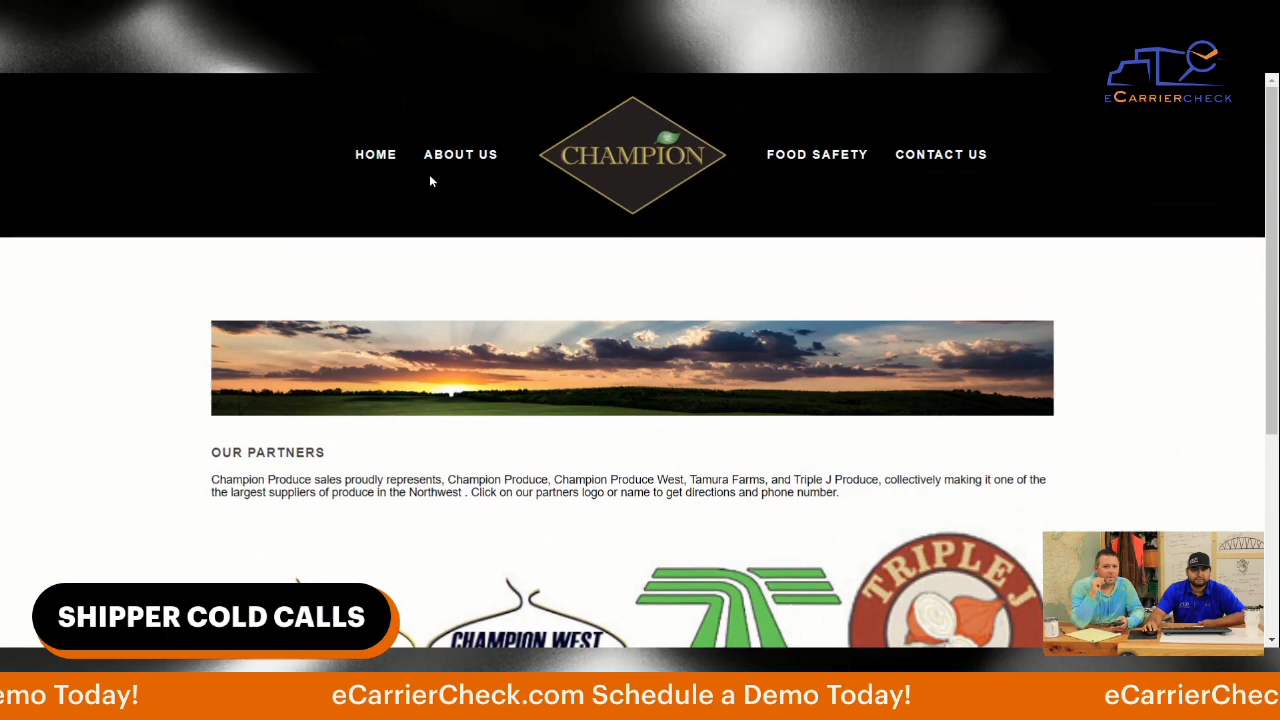 eCARRIERCHECK
HOME
ABOUT US
CHAMPION
FOOD SAFETY
CONTACT US
OUR PARTNERS
Champion Produce sales proudly represents, Champion Produce, Champion Produce West, Tamura Farms, and Triple J Produce, collectively making it one of the
the largest suppliers of produce in the Northwest . Click on our partners logo or name to get directions and phone number.
CHAMPION WEST
TRIPLE J
SHIPPER COLD CALLS
emo Today!
eCarrierCheck.com Schedule a Demo Today!
eCarrierChec